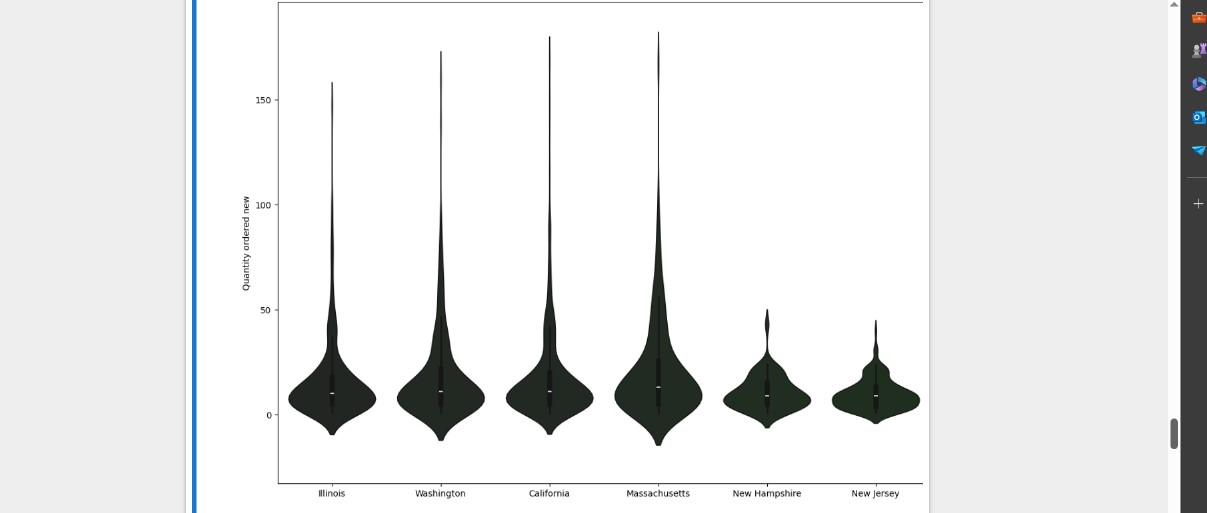 150
100
50
0
Quantity ordered new
Illinois
Washington
California
Massachusetts
New Hampshire
New Jersey